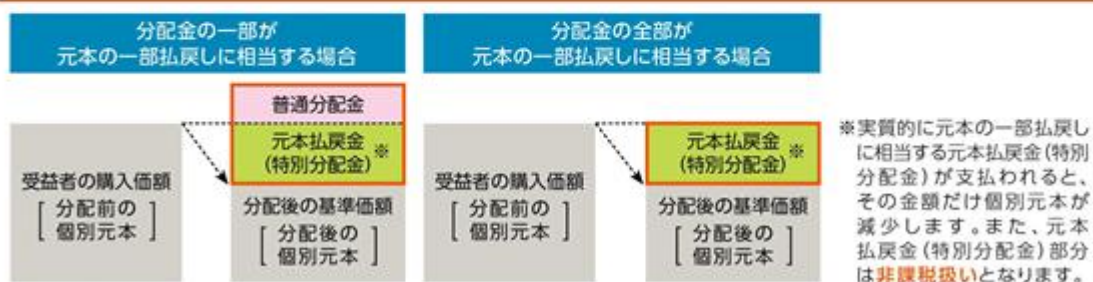 分配金の一部が
元本の一部払戻しに相当する場合
普通分配金
元本払戻金
(特別分配金)
※
受益者の購入価額
[ 分配前の
個別元本 ]
分配後の基準価額
[ 分配後の
個別元本 ]
分配金の全部が
元本の一部払戻しに相当する場合
元本払戻金
(特別分配金)
※
受益者の購入価額
[ 分配前の
個別元本 ]
分配後の基準価額
[ 分配後の
個別元本 ]
※実質的に元本の一部払戻し
に相当する元本払戻金(特別
分配金)が支払われると、
その金額だけ個別元本が
減少します。また、元本
払戻金(特別分配金)部分
は非課税扱いとなります。